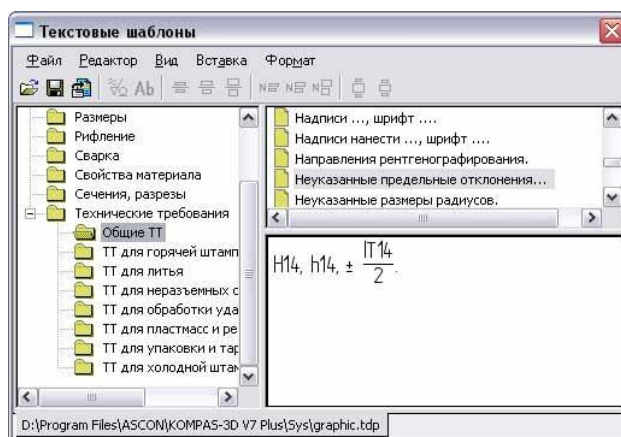 Текстовые шаблоны
Файл Редактор Вид Вставка Формат
Размеры
Рифление
Сварка
Свойства материала
Сечения, разрезы
Технические требования
Общие ТТ
ТТ для горячей штамп
ТТ для литья
ТТ для неразъемных с
ТТ для обработки уда
ТТ для пластмасс и ре
ТТ для упаковки и тар
ТТ для холодной штам
Надписи ..., шрифт ....
Надписи нанести ..., шрифт ....
Направления рентгенографирования.
Неуказанные предельные отклонения...
Неуказанные размеры радиусов.
H14, h14, ± IT14/2.
D:\Program Files\ASCON\KOMPAS-3D V7 Plus\Sys\graphic.tdp